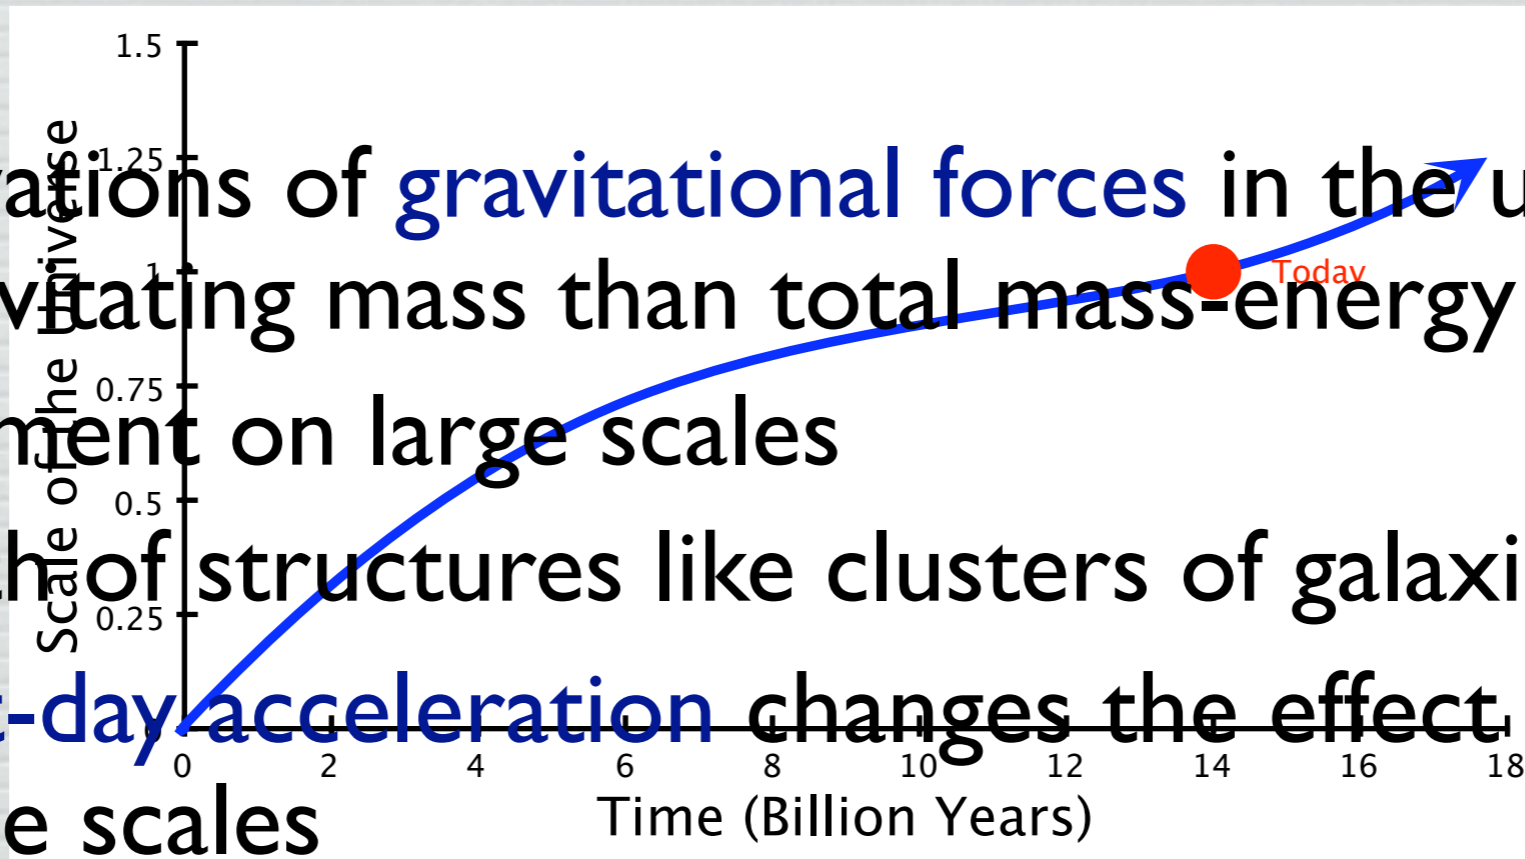 1.5
1.25
1
0.75
0.5
0.25
0
Scale of the Universe
ations of gravitational forces in the u
vitating mass than total mass-energy
Today
ment on large scales
h of structures like clusters of galaxi
-day acceleration changes the effect
0 2 4 6 8 10 12 14 16 18
Time (Billion Years)
e scales